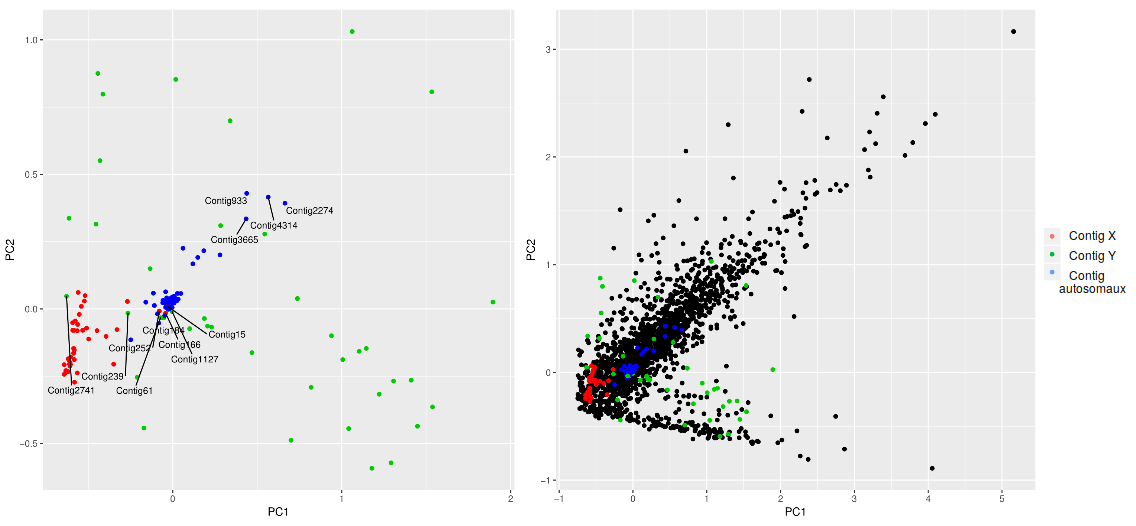 1.0
0.5
0.0
−0.5
PC2
0
1
2
PC1
Contig933
Contig2274
Contig4314
Contig3665
Contig184
Contig15
Contig252
Contig166
Contig1127
Contig239
Contig2741
Contig61
3
2
1
0
−1
PC2
−1
0
1
2
3
4
5
PC1
Contig X
Contig Y
Contig
autosomaux